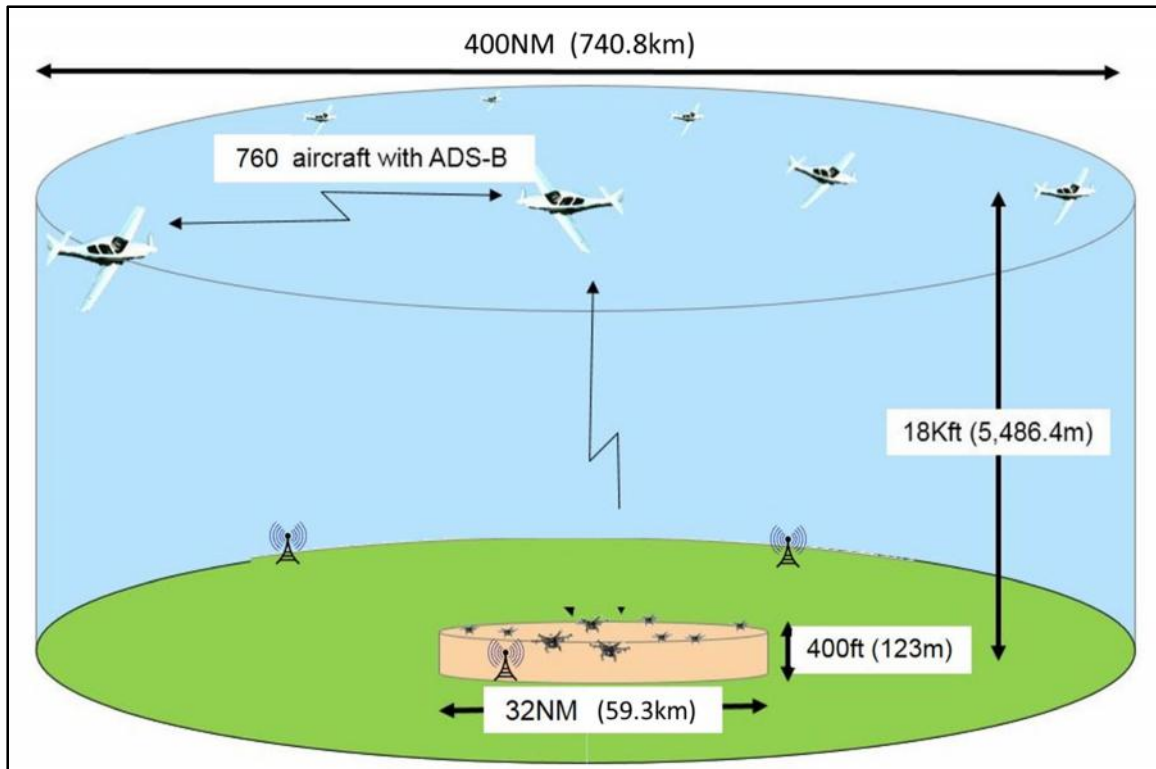 400NM (740.8km)
760 aircraft with ADS-B
18Kft (5,486.4m)
400ft (123m)
32NM (59.3km)